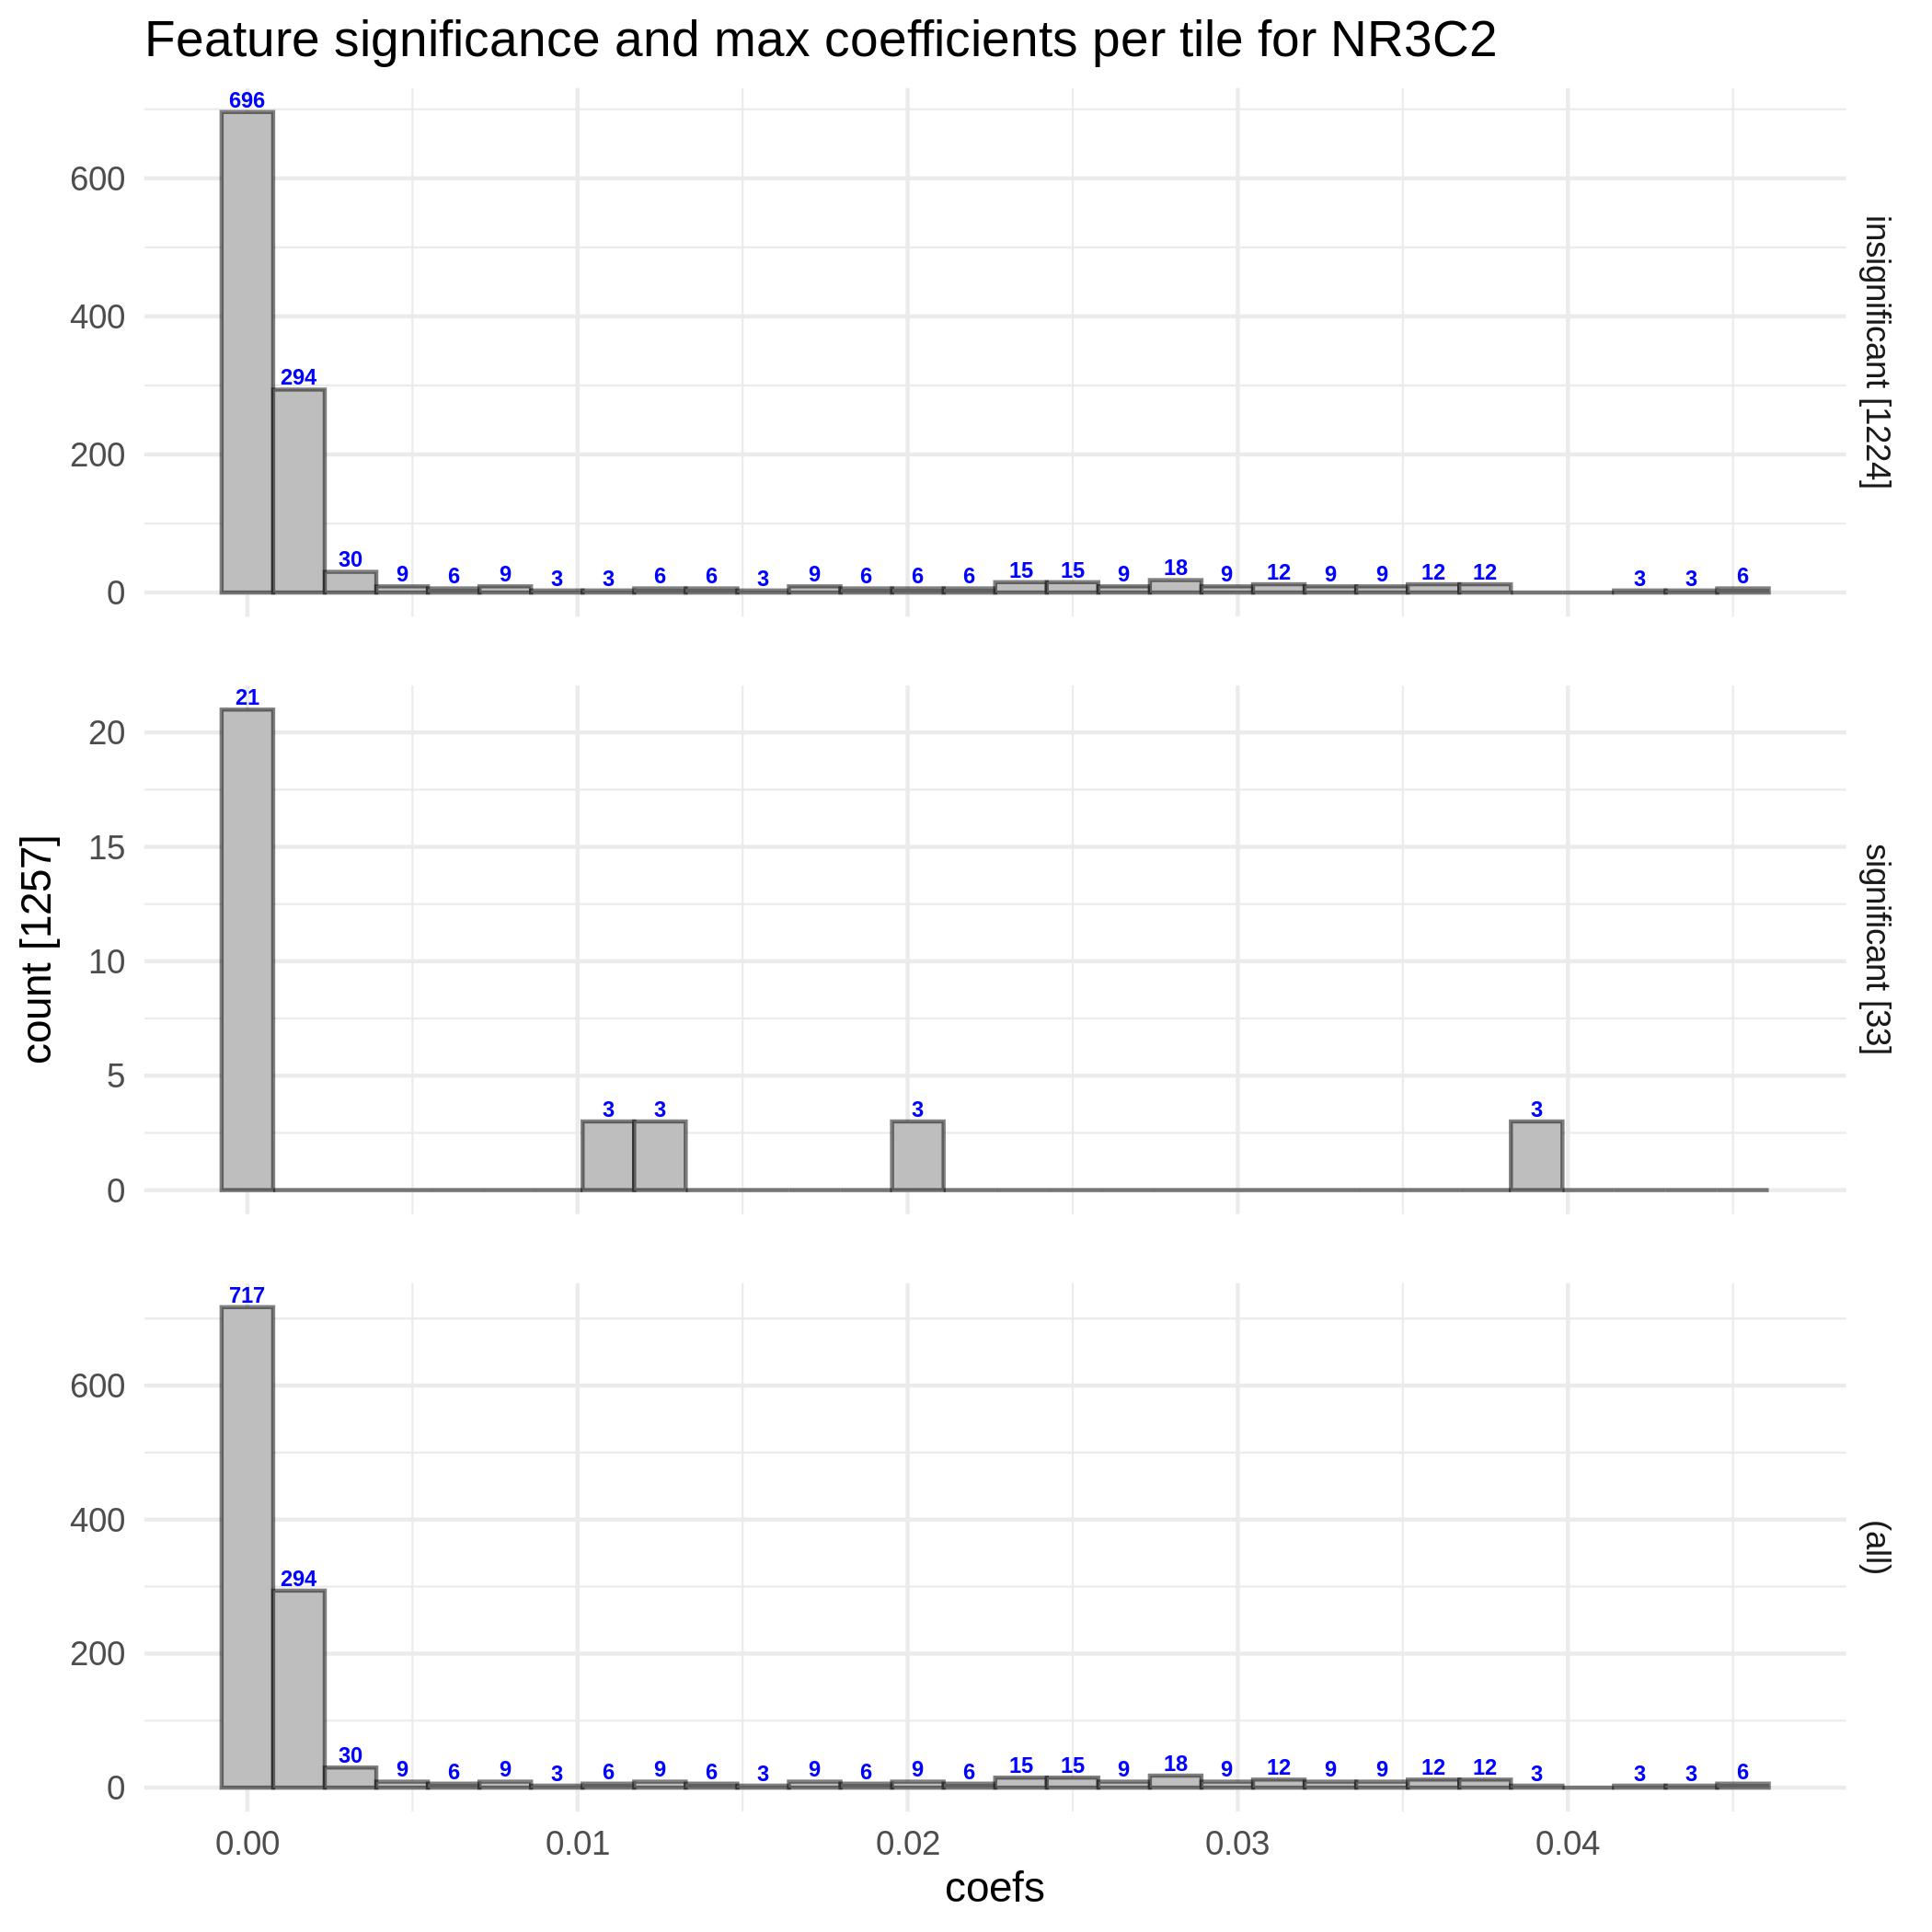 Feature significance and max coefficients per tile for NR3C2
696
600
294
400
200
30 9 6 9 3 3 6 6 3 9 6 6 6 15 15 9 18 9 12 9 9 12 12 3 3 6
0
insignificant [1224]
21
20
15
10
5
3 3 3 3
0
significant [33]
count [1257]
717
600
400
294
200
30 9 6 9 3 6 9 6 3 9 6 9 6 15 15 9 18 9 12 9 9 12 12 3 3 3 6
0
(all)
0.00 0.01 0.02 0.03 0.04
coefs